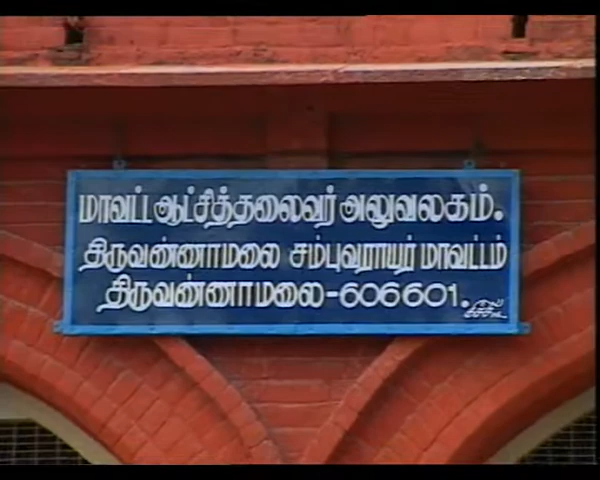 மாவட்ட ஆட்சித்தலைவர் அலுவலகம்.
திருவண்ணாமலை சம்புவராயர் மாவட்டம்
திருவண்ணாமலை-606601.